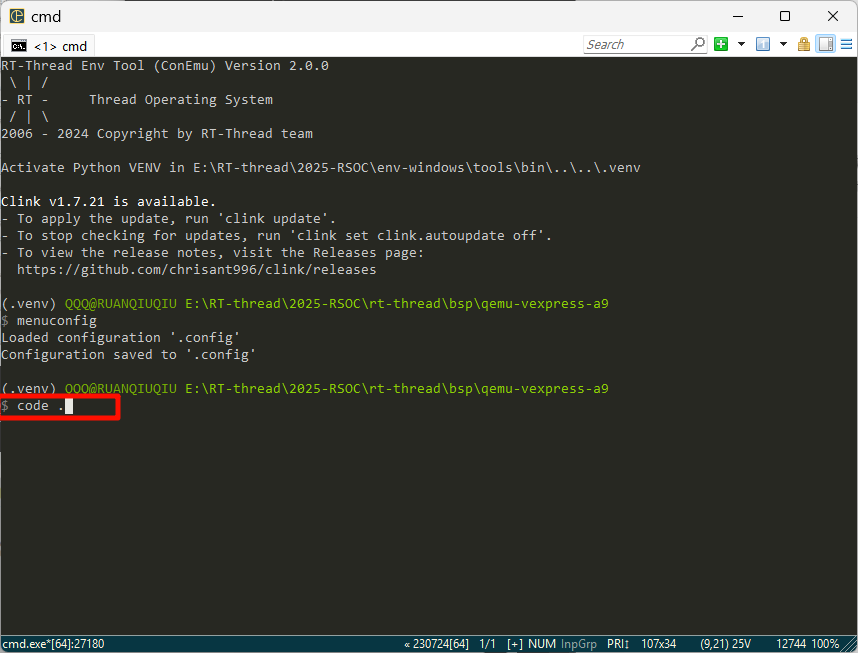 cmd
<1> cmd
Search
RT-Thread Env Tool (ConEmu) Version 2.0.0
\ | /
- RT -     Thread Operating System
/ | \
2006 - 2024 Copyright by RT-Thread team
Activate Python VENV in E:\RT-thread\2025-RSOC\env-windows\tools\bin\..\..\.venv
Clink v1.7.21 is available.
- To apply the update, run 'clink update'.
- To stop checking for updates, run 'clink set clink.autoupdate off'.
- To view the release notes, visit the Releases page:
https://github.com/chrisant996/clink/releases
(.venv) QQQ@RUANQIUQIU E:\RT-thread\2025-RSOC\rt-thread\bsp\qemu-vexpress-a9
$ menuconfig
Loaded configuration '.config'
Configuration saved to '.config'
(.venv) QQQ@RUANQIUQIU E:\RT-thread\2025-RSOC\rt-thread\bsp\qemu-vexpress-a9
$ code .
cmd.exe*[64]:27180 « 230724[64] 1/1 [+] NUM InpGrp PRI↕ 107x34 (9,21) 25V 12744 100%